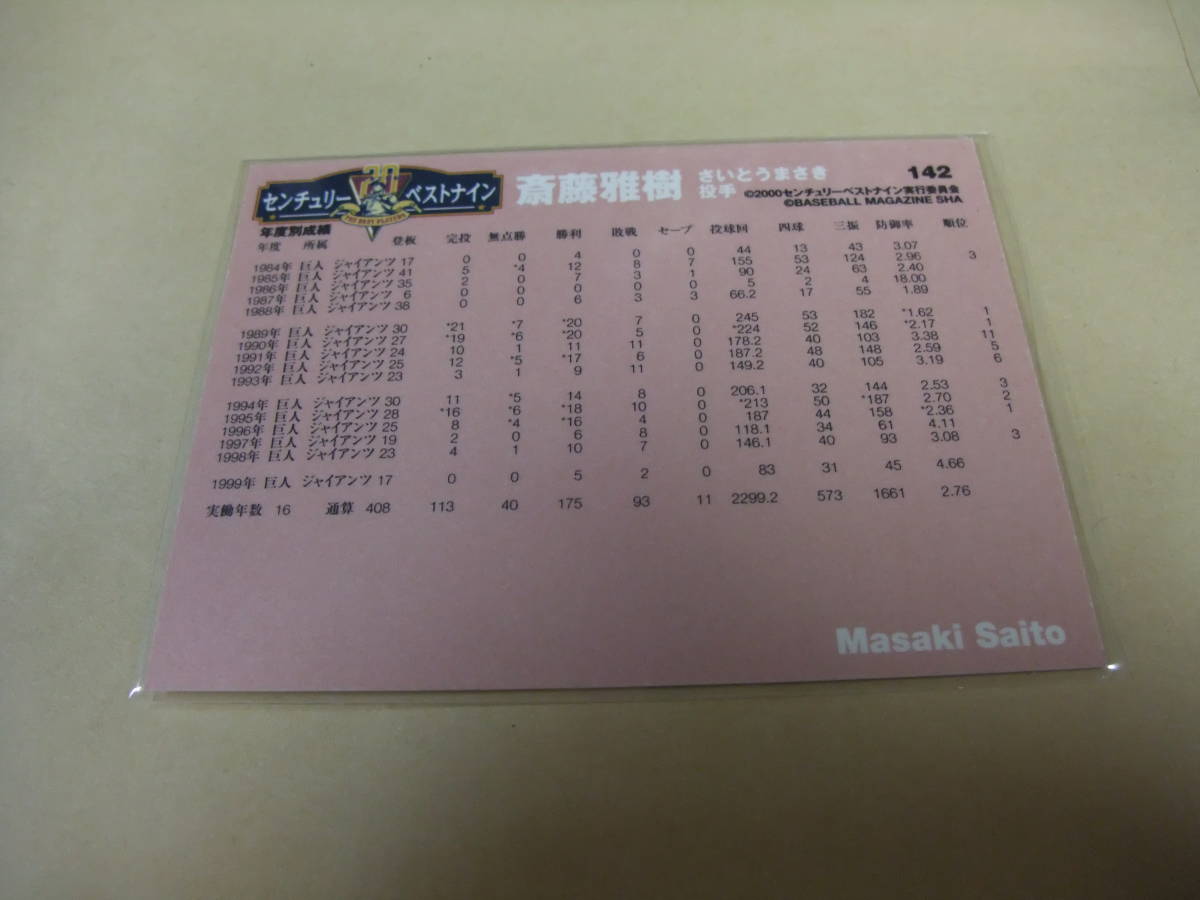 センチュリー 20 ベストナイン
THE BEST PLAYERS
斎藤雅樹 さいとうまさき 投手
142
©2000センチュリーベストナイン実行委員会
©BASEBALL MAGAZINE SHA
年度別成績
年度 所属 登板 完投 無点勝 勝利 敗戦 セーブ 投球回 四球 三振 防御率 順位
1984年 巨人 ジャイアンツ 17 0 0 4 0 0 44 13 43 3.07
1985年 巨人 ジャイアンツ 41 5 *4 12 8 7 155 53 124 2.96 3
1986年 巨人 ジャイアンツ 35 2 0 7 3 1 90 24 63 2.40
1987年 巨人 ジャイアンツ 6 0 0 0 0 0 5 2 4 18.00
1988年 巨人 ジャイアンツ 38 0 0 6 3 3 66.2 17 55 1.89
1989年 巨人 ジャイアンツ 30 *21 *7 *20 7 0 245 53 182 *1.62 1
1990年 巨人 ジャイアンツ 27 *19 *6 *20 5 0 *224 52 146 *2.17 1
1991年 巨人 ジャイアンツ 24 10 1 11 11 0 178.2 40 103 3.38 11
1992年 巨人 ジャイアンツ 25 12 *5 *17 6 0 187.2 48 148 2.59 5
1993年 巨人 ジャイアンツ 23 3 1 9 11 0 149.2 40 105 3.19 6
1994年 巨人 ジャイアンツ 30 11 *5 14 8 0 206.1 32 144 2.53 3
1995年 巨人 ジャイアンツ 28 *16 *6 *18 10 0 *213 50 *187 2.70 2
1996年 巨人 ジャイアンツ 25 8 *4 *16 4 0 187 44 158 *2.36 1
1997年 巨人 ジャイアンツ 19 2 0 6 8 0 118.1 34 61 4.11
1998年 巨人 ジャイアンツ 23 4 1 10 7 0 146.1 40 93 3.08 3
1999年 巨人 ジャイアンツ 17 0 0 5 2 0 83 31 45 4.66
実働年数 16 通算 408 113 40 175 93 11 2299.2 573 1661 2.76
Masaki Saito